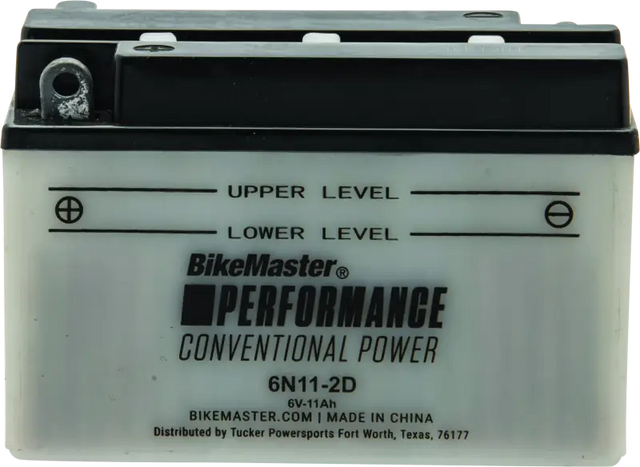 UPPER LEVEL
⊕ ⊖
LOWER LEVEL
BikeMaster®
PERFORMANCE
CONVENTIONAL POWER
6N11-2D
6V-11Ah
BIKEMASTER.COM | MADE IN CHINA
Distributed by Tucker Powersports Fort Worth, Texas, 76177